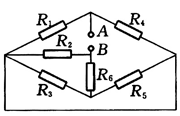 R₁ A R₄
R₂ B
R₃ R₆ R₅